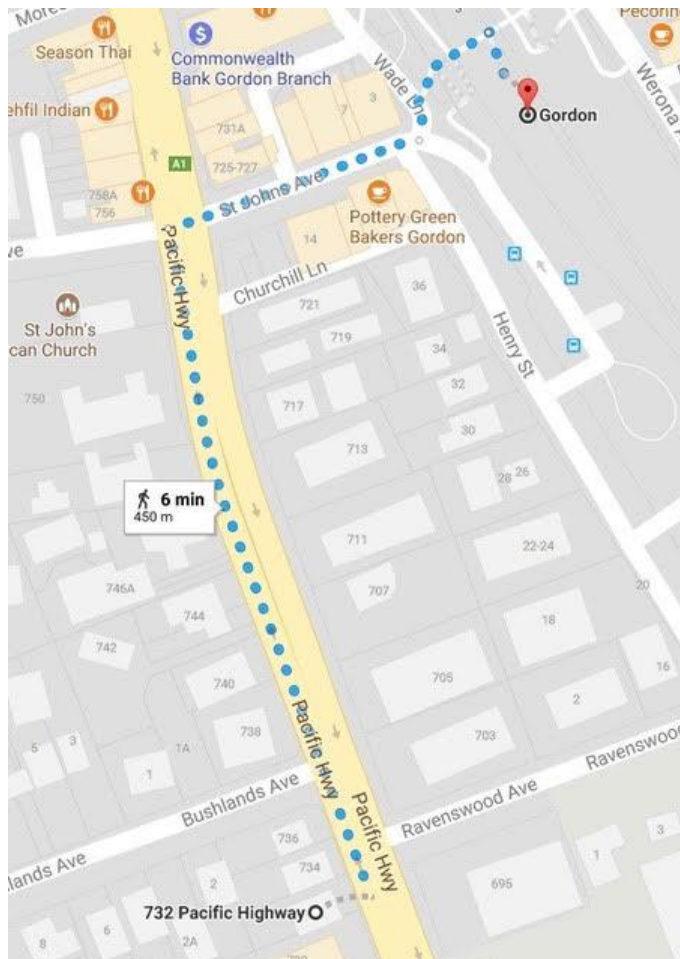 Season Thai
Commonwealth
Bank Gordon Branch
Wade Ln
Werona A
ehfil Indian
7
3
Gordon
731A
A1
725-727
758A
756
St Johns Ave
Pottery Green
Bakers Gordon
14
ve
Pacific Hwy
Churchill Ln
36
721
St John's
can Church
719
34
Henry St
32
750
717
30
713
28
26
6 min
450 m
711
22-24
707
20
746A
744
18
742
16
740
705
2
738
703
5
3
1A
1
Pacific Hwy
Ravenswood
Bushlands Ave
Pacific Hwy
Ravenswood Ave
736
3
1
lands Ave
734
2
695
732 Pacific Highway
8
6
2A